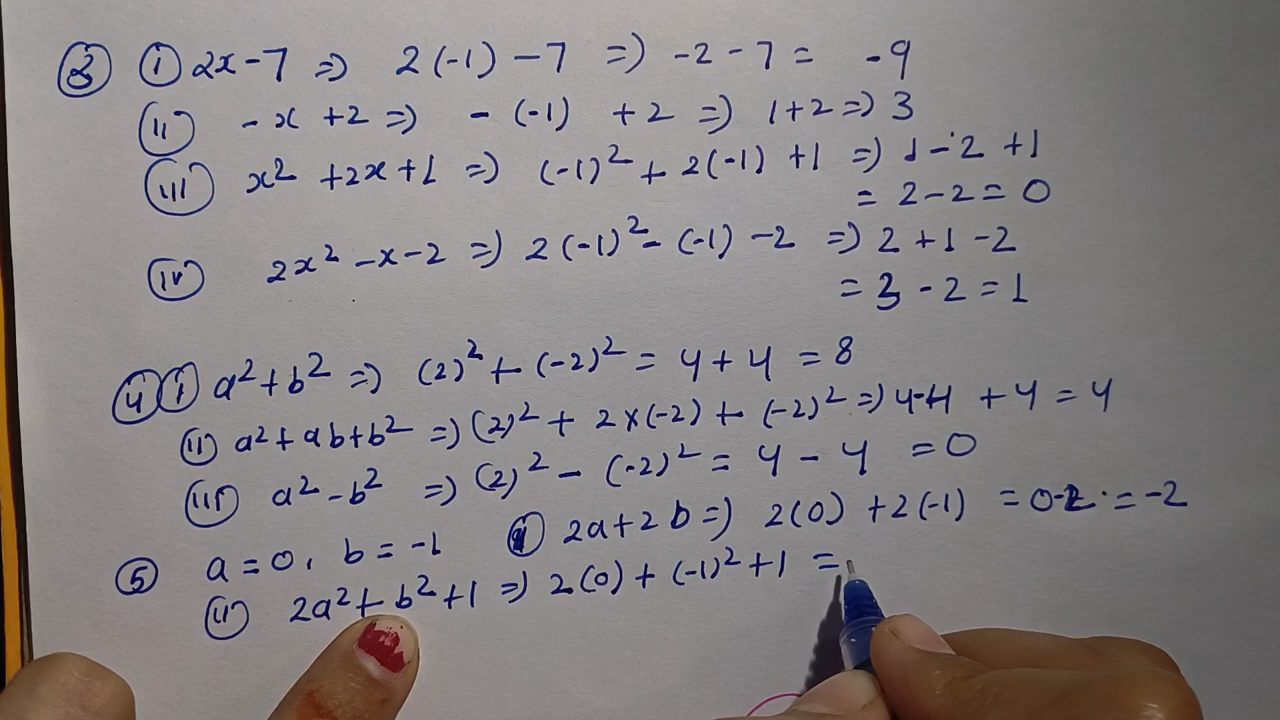 ③ ⓘ 2x-7 => 2(-1) -7 => -2-7 = -9
ⓘⓘ -x+2 => -(-1) +2 => 1+2 => 3
ⓘⓘⓘ x² +2x+1 => (-1)² + 2(-1) +1 => 1-2+1
= 2-2 = 0
ⓘⓥ 2x² -x-2 => 2(-1)² - (-1) -2 => 2+1-2
= 3-2 = 1
④ ⓘ a²+b² => (2)² + (-2)² = 4+4 = 8
ⓘⓘ a²+ab+b² => (2)² + 2×(-2) + (-2)² => 4-4 +4 = 4
ⓘⓘⓘ a²-b² => (2)² - (-2)² = 4-4 = 0
⑤ a=0, b=-1 ⓘ 2a+2b => 2(0) +2(-1) = 0-2 = -2
ⓘⓘ 2a²+b²+1 => 2(0) + (-1)² +1 =